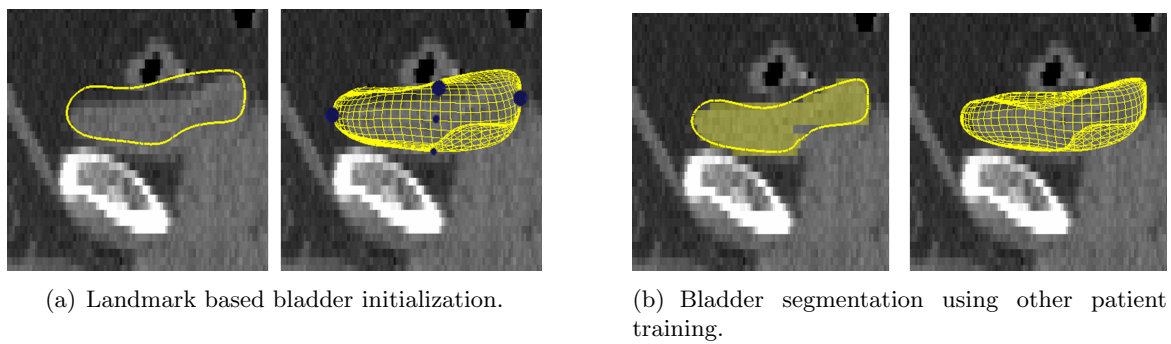 (a) Landmark based bladder initialization.
(b) Bladder segmentation using other patient
training.